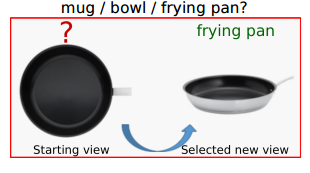 mug / bowl / frying pan?
?
frying pan
Starting view
Selected new view